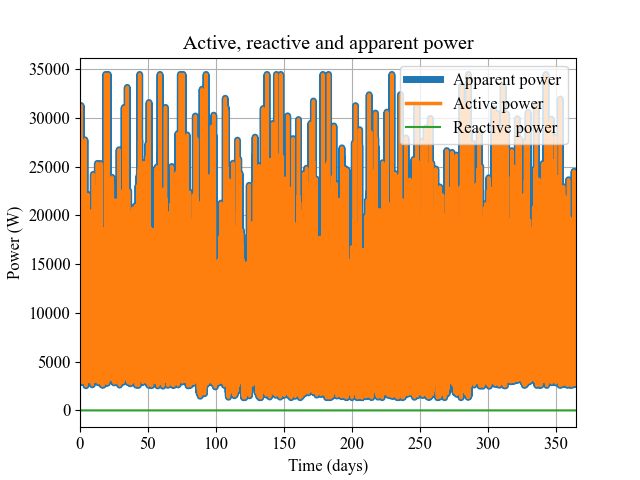 Active, reactive and apparent power
Apparent power
Active power
Reactive power
35000
30000
25000
20000
15000
10000
5000
0
Power (W)
0 50 100 150 200 250 300 350
Time (days)